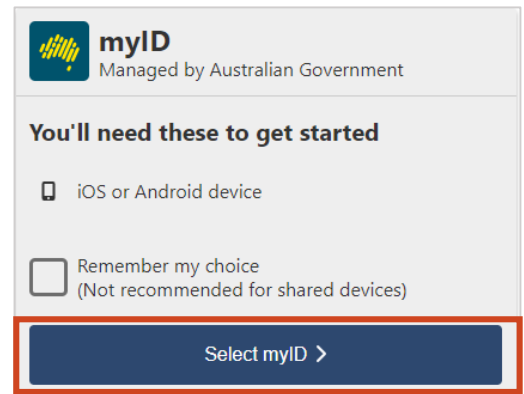 myID
Managed by Australian Government
You'll need these to get started
iOS or Android device
Remember my choice
(Not recommended for shared devices)
Select myID >